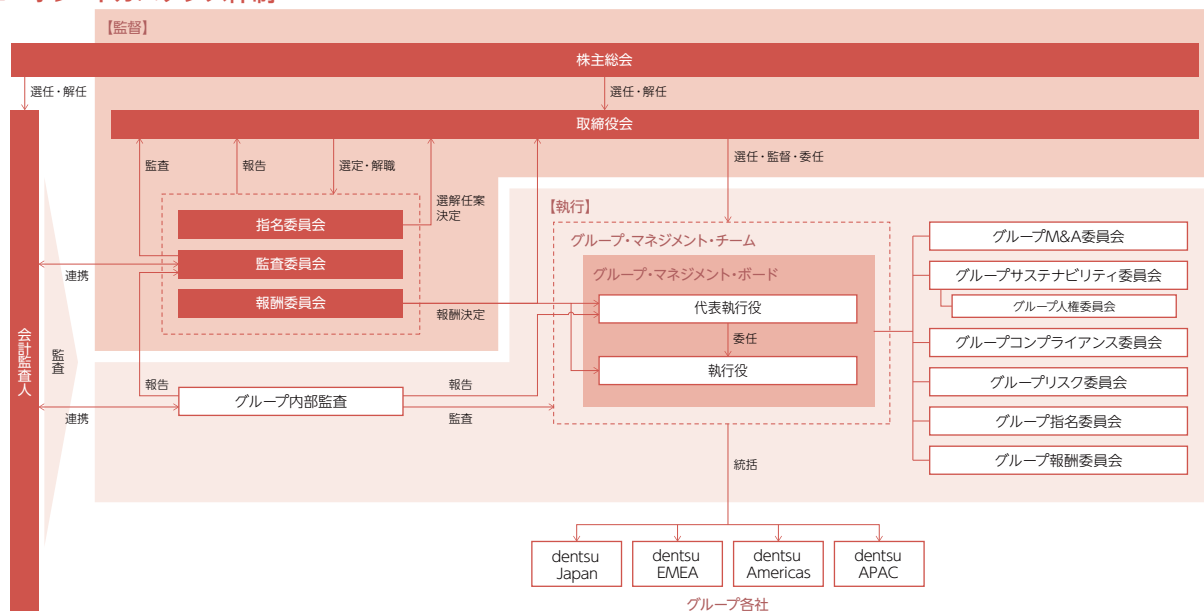 【監督】
株主総会
選任・解任
選任・解任
取締役会
監査
報告
選定・解職
選任・監督・委任
選解任案
決定
指名委員会
監査委員会
報酬委員会
連携
報酬決定
【執行】
グループ・マネジメント・チーム
グループ・マネジメント・ボード
代表執行役
委任
執行役
グループM&A委員会
グループサステナビリティ委員会
グループ人権委員会
グループコンプライアンス委員会
グループリスク委員会
グループ指名委員会
グループ報酬委員会
会計監査人
監査
報告
グループ内部監査
報告
監査
連携
統括
dentsu
Japan
dentsu
EMEA
dentsu
Americas
dentsu
APAC
グループ各社